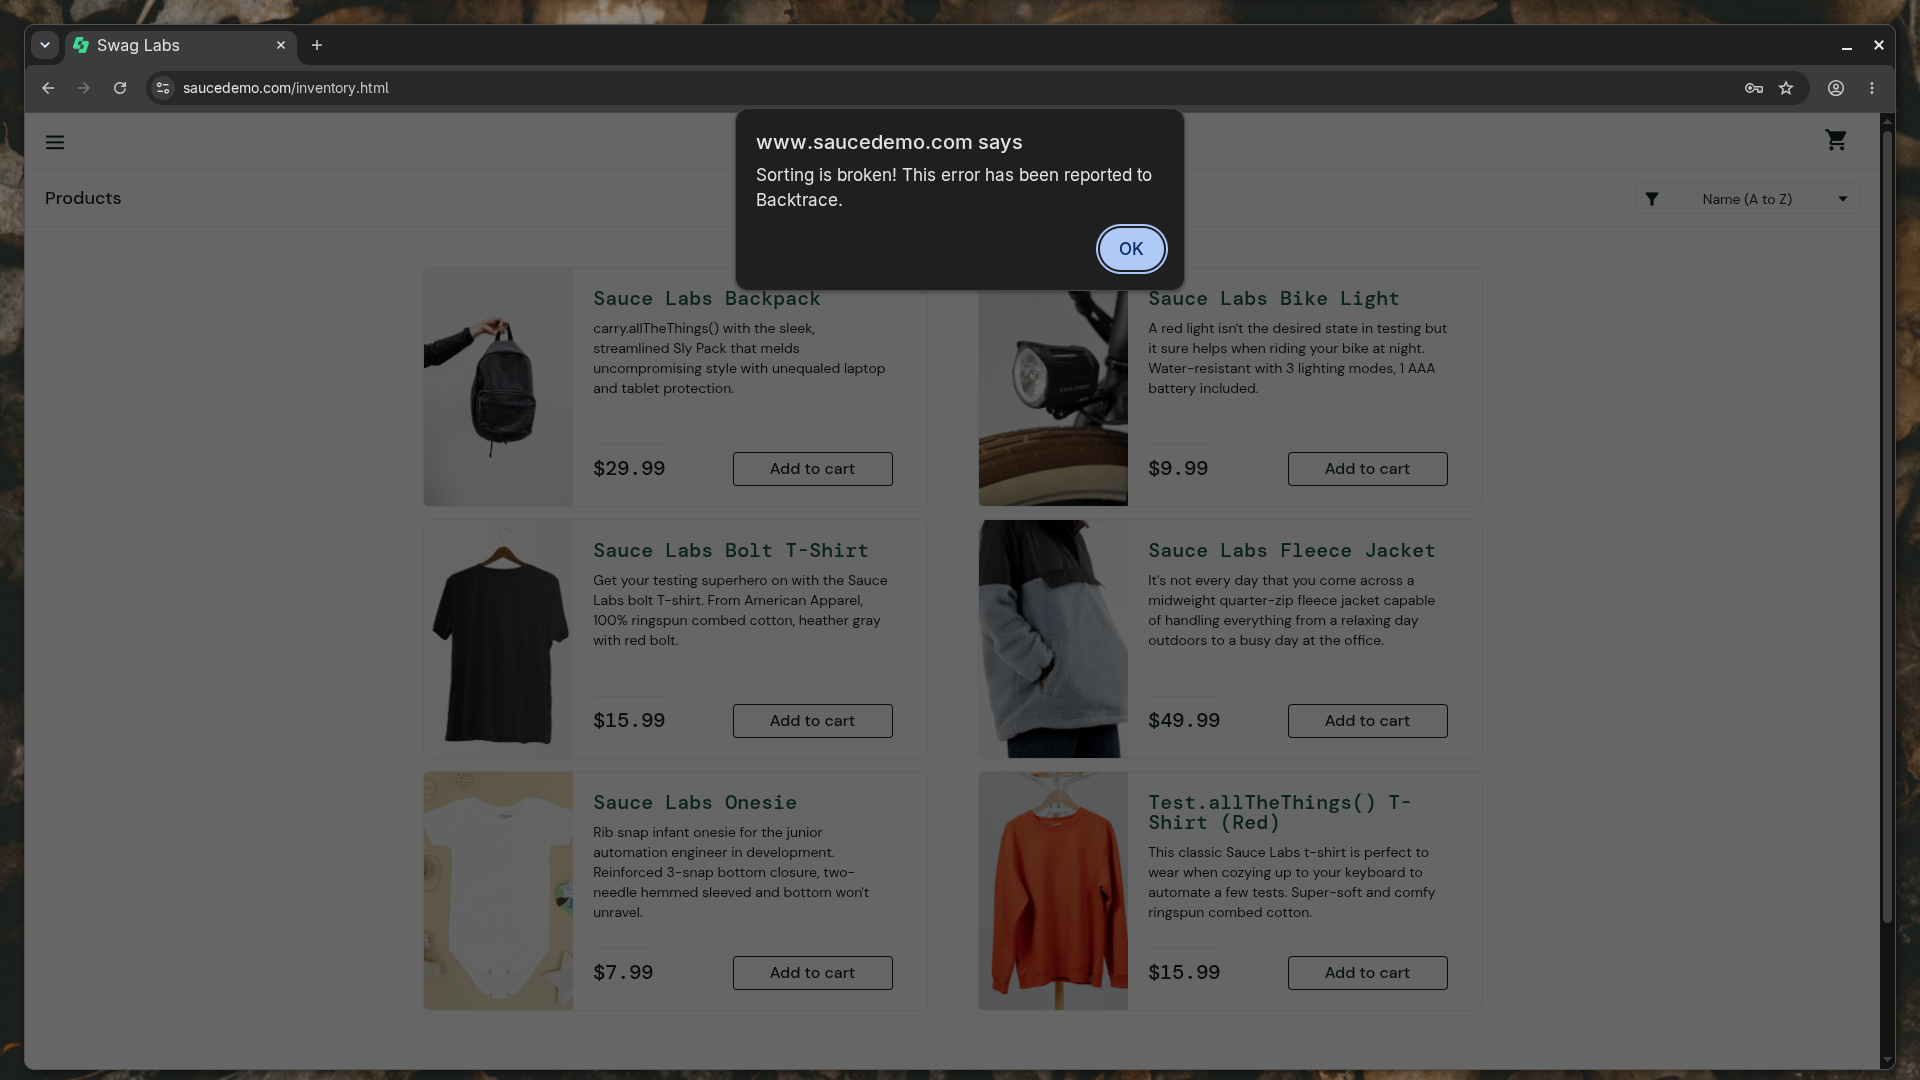 Swag Labs
saucedemo.com/inventory.html
www.saucedemo.com says
Sorting is broken! This error has been reported to
Backtrace.
OK
Products
Name (A to Z)
Sauce Labs Backpack
carry.allTheThings() with the sleek,
streamlined Sly Pack that melds
uncompromising style with unequaled laptop
and tablet protection.
$29.99
Add to cart
Sauce Labs Bike Light
A red light isn't the desired state in testing but
it sure helps when riding your bike at night.
Water-resistant with 3 lighting modes, 1 AAA
battery included.
$9.99
Add to cart
Sauce Labs Bolt T-Shirt
Get your testing superhero on with the Sauce
Labs bolt T-shirt. From American Apparel,
100% ringspun combed cotton, heather gray
with red bolt.
$15.99
Add to cart
Sauce Labs Fleece Jacket
It's not every day that you come across a
midweight quarter-zip fleece jacket capable
of handling everything from a relaxing day
outdoors to a busy day at the office.
$49.99
Add to cart
Sauce Labs Onesie
Rib snap infant onesie for the junior
automation engineer in development.
Reinforced 3-snap bottom closure, two-
needle hemmed sleeved and bottom won't
unravel.
$7.99
Add to cart
Test.allTheThings() T-
Shirt (Red)
This classic Sauce Labs t-shirt is perfect to
wear when cozying up to your keyboard to
automate a few tests. Super-soft and comfy
ringspun combed cotton.
$15.99
Add to cart